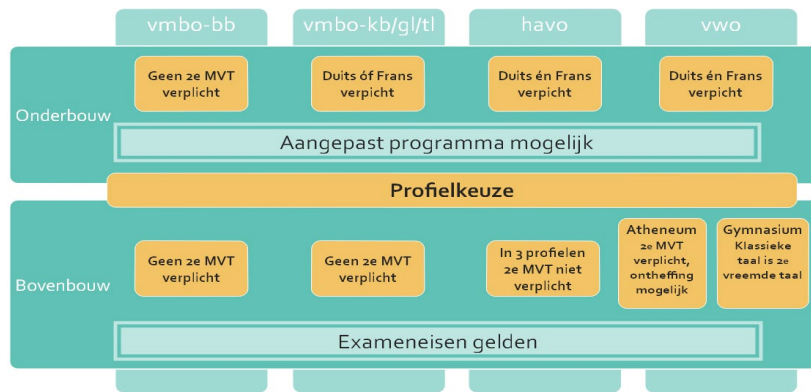 vmbo-bb
vmbo-kb/gl/tl
havo
vwo
Onderbouw
Geen 2e MVT
verplicht
Duits óf Frans
verpicht
Duits én Frans
verpicht
Duits én Frans
verpicht
Aangepast programma mogelijk
Profielkeuze
Bovenbouw
Geen 2e MVT
verplicht
Geen 2e MVT
verplicht
In 3 profielen
2e MVT niet
verplicht
Atheneum
2e MVT
verplicht,
ontheffing
mogelijk
Gymnasium
Klassieke
taal is 2e
vreemde taal
Exameneisen gelden